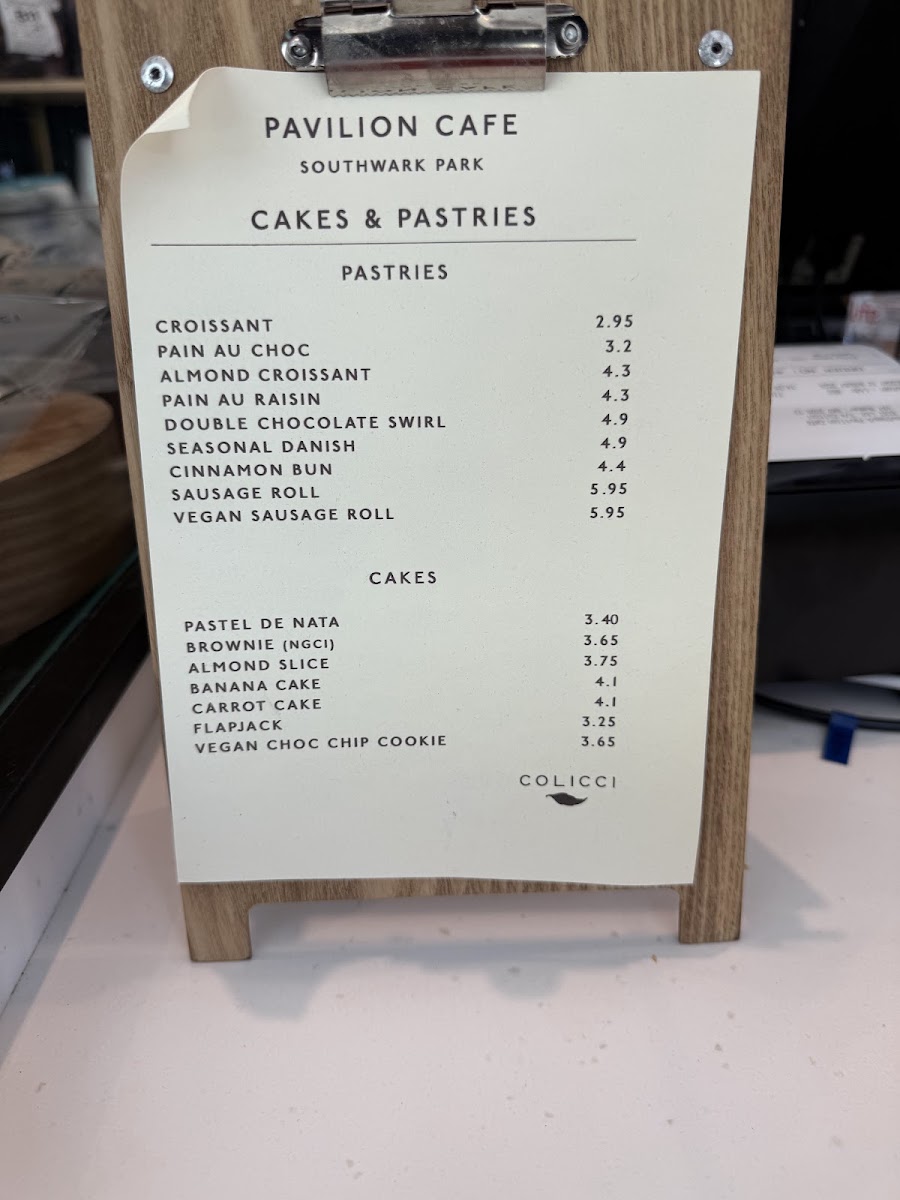 PAVILION CAFE
SOUTHWARK PARK
CAKES & PASTRIES
PASTRIES
CROISSANT 2.95
PAIN AU CHOC 3.2
ALMOND CROISSANT 4.3
PAIN AU RAISIN 4.3
DOUBLE CHOCOLATE SWIRL 4.9
SEASONAL DANISH 4.9
CINNAMON BUN 4.4
SAUSAGE ROLL 5.95
VEGAN SAUSAGE ROLL 5.95
CAKES
PASTEL DE NATA 3.40
BROWNIE (NGCI) 3.65
ALMOND SLICE 3.75
BANANA CAKE 4.1
CARROT CAKE 4.1
FLAPJACK 3.25
VEGAN CHOC CHIP COOKIE 3.65
COLICCI